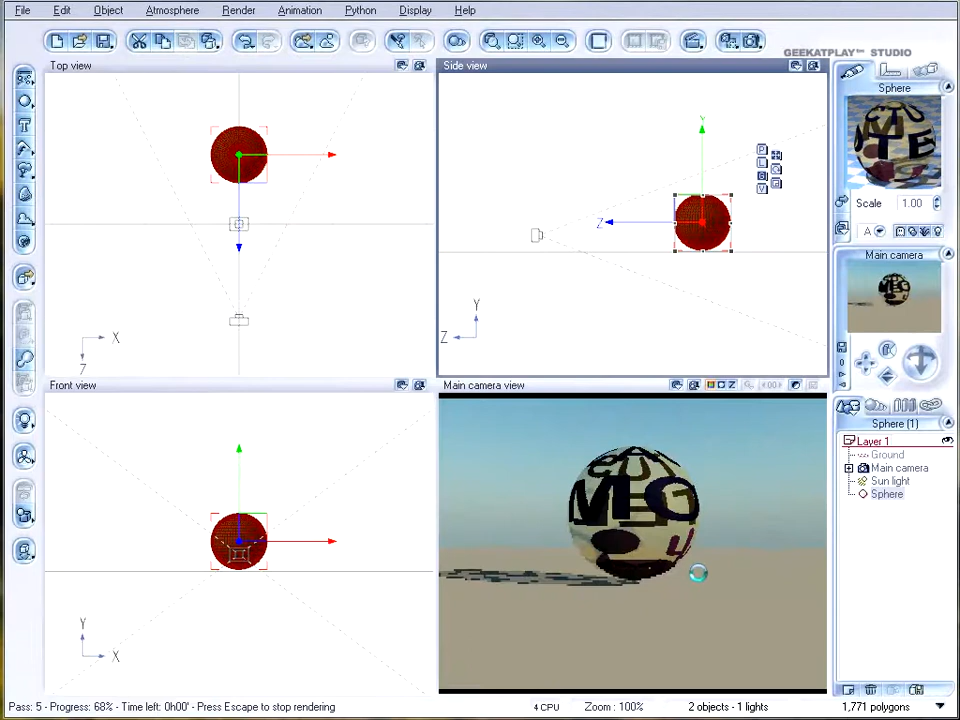 File Edit Object Atmosphere Render Animation Python Display Help
GEEKATPLAY™ STUDIO
Top view
Side view
Sphere
Scale 1.00
A
Main camera
0
Y
Z
P
L
V
X
Z
Y
Z
Front view
Main camera view
Sphere (1)
Layer 1
Ground
Main camera
Sun light
Sphere
MEG
Y
X
Pass: 5 - Progress: 68% - Time left: 0h00' - Press Escape to stop rendering
4 CPU
Zoom : 100%
2 objects - 1 lights
1,771 polygons